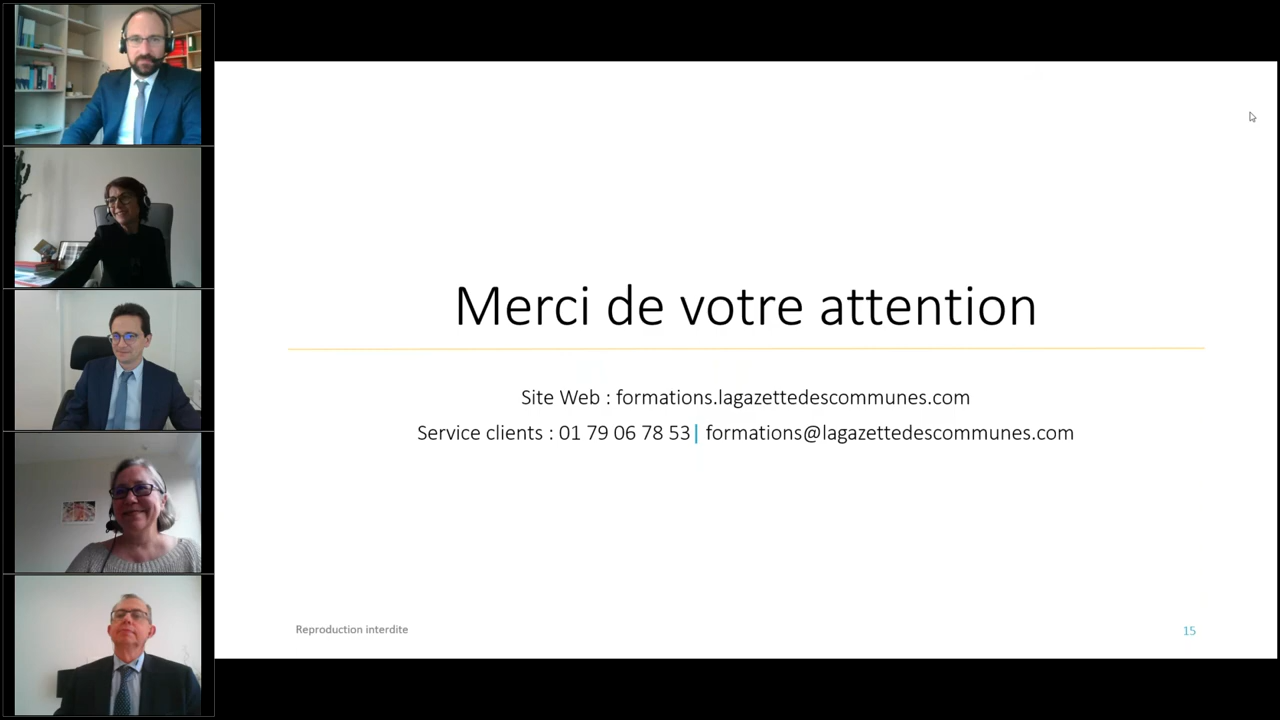 Merci de votre attention
Site Web : formations.lagazettedescommunes.com
Service clients : 01 79 06 78 53| formations@lagazettedescommunes.com
Reproduction interdite
15